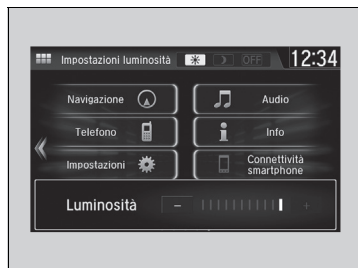 Impostazioni luminosità OFF 12:34
Navigazione Audio
Telefono Info
Impostazioni Connettività
smartphone
Luminosità – +